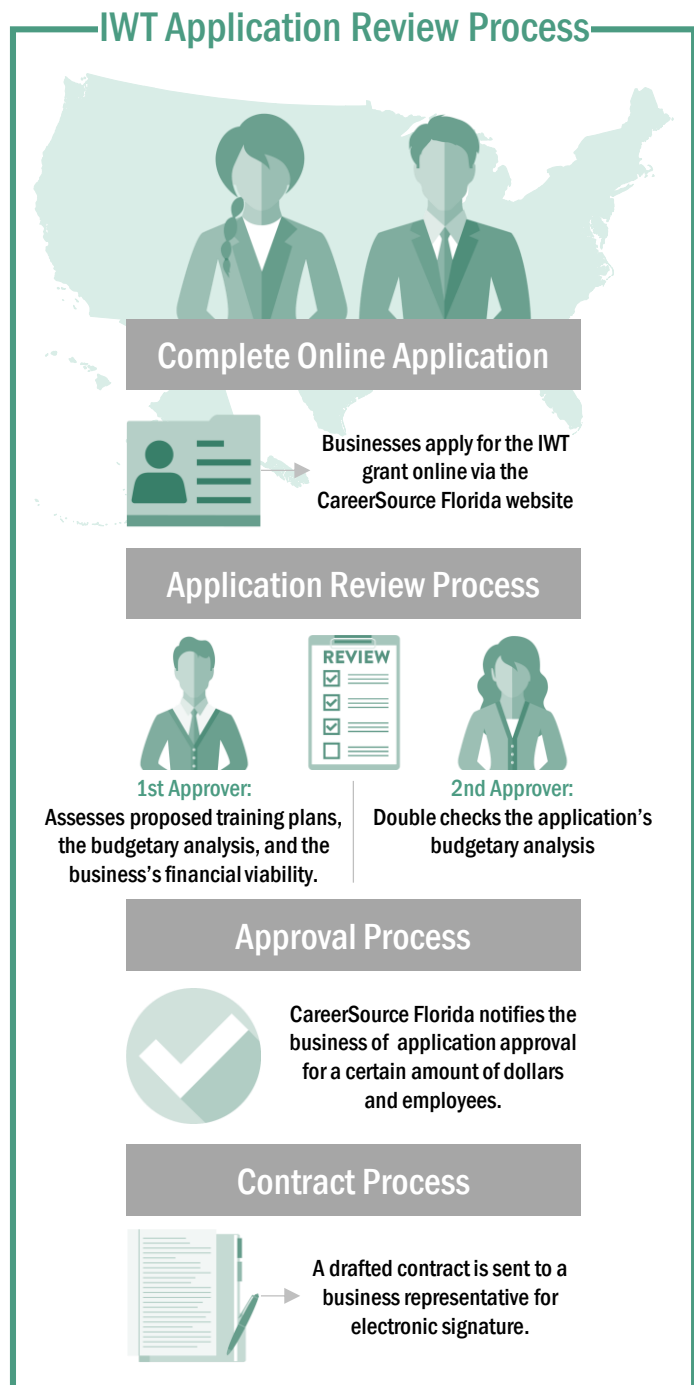 IWT Application Review Process
Complete Online Application
Businesses apply for the IWT
grant online via the
CareerSource Florida website
Application Review Process
REVIEW
1st Approver:
Assesses proposed training plans,
the budgetary analysis, and the
business's financial viability.
2nd Approver:
Double checks the application's
budgetary analysis
Approval Process
CareerSource Florida notifies the
business of application approval
for a certain amount of dollars
and employees.
Contract Process
A drafted contract is sent to a
business representative for
electronic signature.